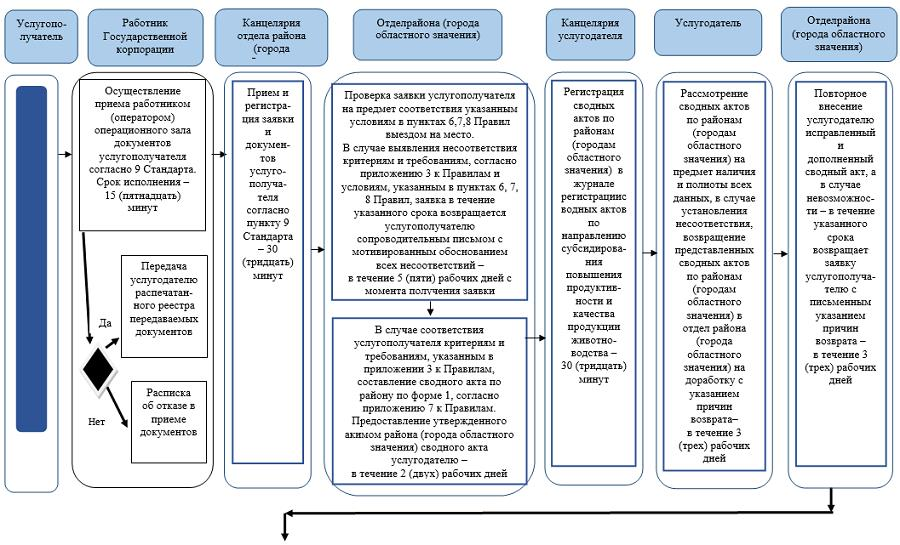 Услугопо-
лучатель
Работник
Государственной
корпорации
Канцелярия
отдела района
(города
Отделрайона (города
областного значения)
Канцелярия
услугодателя
Услугодатель
Отделрайона
(города областного
значения)
Осуществление
приема работником
(оператором)
операционного зала
документов
услугополучателя
согласно 9 Стандарта.
Срок исполнения –
15 (пятнадцать)
минут
Да
Передача
услугодателю
распечатан-
ного реестра
передаваемых
документов
Нет
Расписка
об отказе в
приеме
документов
Прием и
регистра-
ция заявки
и
докумен-
тов
услуго-
получа-
теля
согласно
пункту 9
Стандарта
– 30
(тридцать)
минут
Проверка заявки услугополучателя
на предмет соответствия указанным
условиям в пунктах 6,7,8 Правил
выездом на место.
В случае выявления несоответствия
критериям и требованиям, согласно
приложению 3 к Правилам и
условиям, указанным в пунктах 6, 7,
8 Правил, заявка в течение
указанного срока возвращается
услугополучателю
сопроводительным письмом с
мотивированным обоснованием
всех несоответствий –
в течение 5 (пяти) рабочих дней с
момента получения заявки
В случае соответствия
услугополучателя критериям и
требованиям, указанным в
приложении 3 к Правилам,
составление сводного акта по
району по форме 1, согласно
приложению 7 к Правилам.
Предоставление утвержденного
акимом района (города областного
значения) сводного акта
услугодателю –
в течение 2 (двух) рабочих дней
Регистрация
сводных
актов по
районам
(городам
областного
значения) в
журнале
регистрациис
водных актов
по
направлению
субсидирова-
ния
повышения
продуктив-
ности и
качества
продукции
животно-
водства –
30 (тридцать)
минут
Рассмотрение
сводных актов
по районам
(городам
областного
значения) на
предмет наличия
и полноты всех
данных, в случае
установления
несоответствия,
возвращение
представленных
сводных актов
по районам
(городам
областного
значения) в
отдел района
(города
областного
значения) на
доработку с
указанием
причин
возврата–
в течение 3
(трех) рабочих
дней
Повторное
внесение
услугодателю
исправленный
и
дополненный
сводный акт, а
в случае
невозможнос-
ти – в течение
указанного
срока
возвращает
заявку
услугополуча-
телю с
письменным
указанием
причин
возврата –
в течение 3
(трех) рабочих
дней